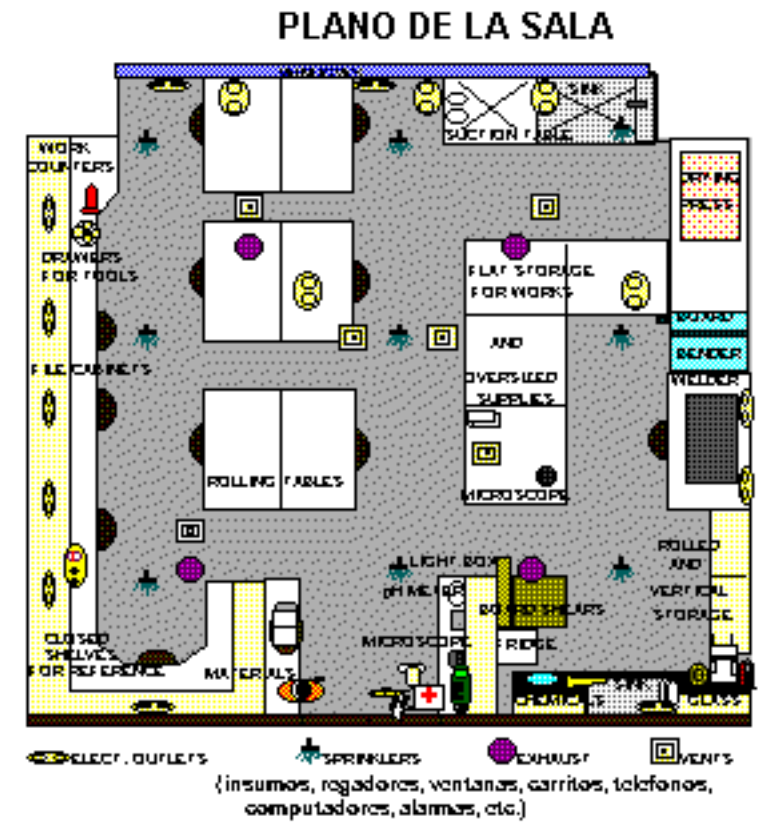 PLANO DE LA SALA
SINK
SUCTION TABLE
WORK
COUNTERS
DRYING
PRESS
DRAWERS
FOR TOOLS
FLAT STORAGE
FOR WORKS
BOARD
BENDER
AND
OVERSIZED
SUPPLIES
FILE CABINETS
WELDER
ROLLING TABLES
MICROSCOPE
ROLLED
AND
VERTICAL
STORAGE
LIGHT BOX
pH METER
BOARD SHEARS
MICROSCOPE
FRIDGE
CLOSED
SHELVES
FOR REFERENCE
MATERIALS
SINK
CHEMICALS
GLASS
ELECT. OUTLETS
SPRINKLERS
EXHAUST
VENTS
(insumos, regadores, ventanas, carritos, telefonos,
computadores, alarmas, etc.)